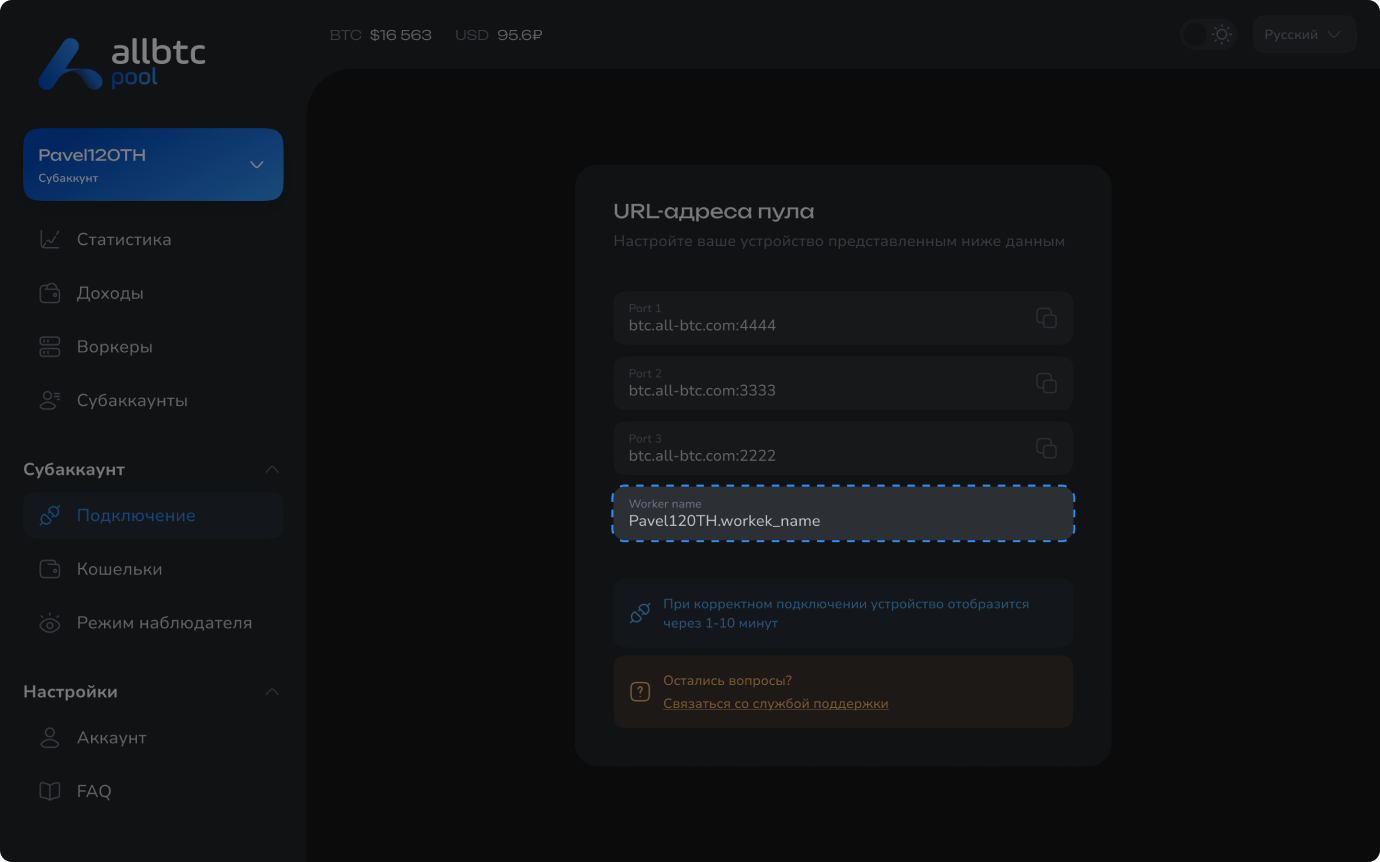 allbtc
pool
BTC $16 563 USD 95.6₽
Русский
Pavel120TH
Субаккунт
Статистика
Доходы
Воркеры
Субаккаунты
Субаккаунт
Подключение
Кошельки
Режим наблюдателя
Настройки
Аккаунт
FAQ
URL-адреса пула
Настройте ваше устройство представленным ниже данным
Port 1
btc.all-btc.com:4444
Port 2
btc.all-btc.com:3333
Port 3
btc.all-btc.com:2222
Worker name
Pavel120TH.workek_name
При корректном подключении устройство отобразится
через 1-10 минут
Остались вопросы?
Связаться со службой поддержки